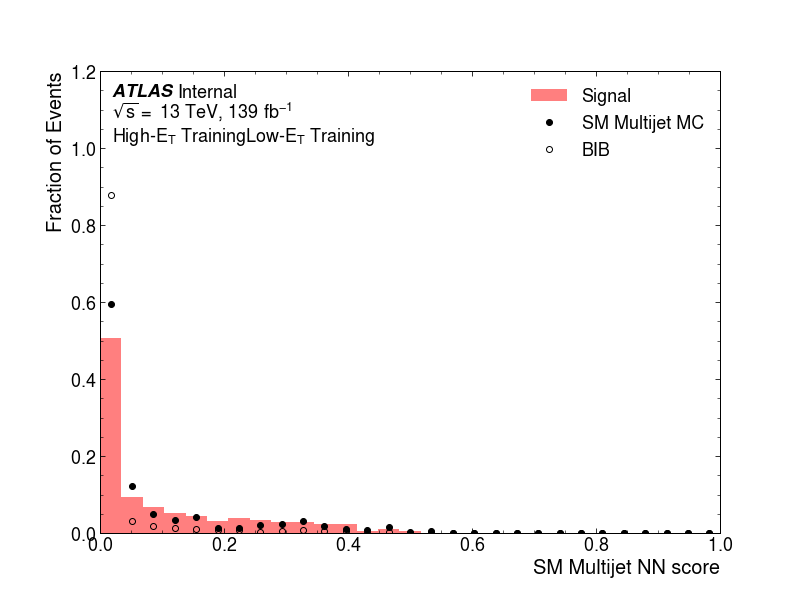 1.2
1.0
0.8
0.6
0.4
0.2
0.0
Fraction of Events
ATLAS Internal
√s = 13 TeV, 139 fb⁻¹
High-E_T TrainingLow-E_T Training
Signal
SM Multijet MC
BIB
0.0 0.2 0.4 0.6 0.8 1.0
SM Multijet NN score